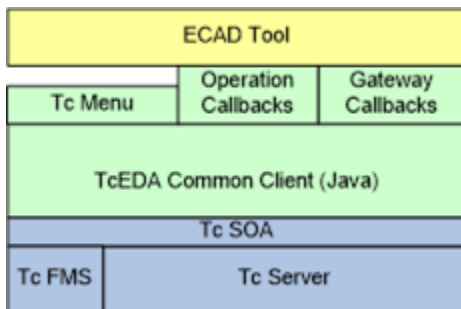 ECAD Tool
Tc Menu
Operation
Callbacks
Gateway
Callbacks
TcEDA Common Client (Java)
Tc SOA
Tc FMS
Tc Server